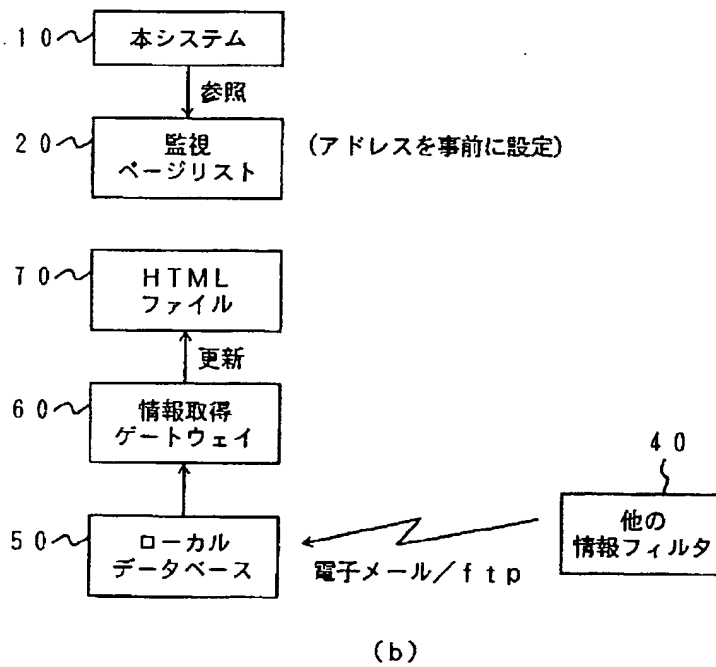 10 本システム
参照
20 監視
ページリスト
(アドレスを事前に設定)
70 HTML
ファイル
更新
60 情報取得
ゲートウェイ
40
50 ローカル
データベース
他の
情報フィルタ
電子メール/ftp
(b)